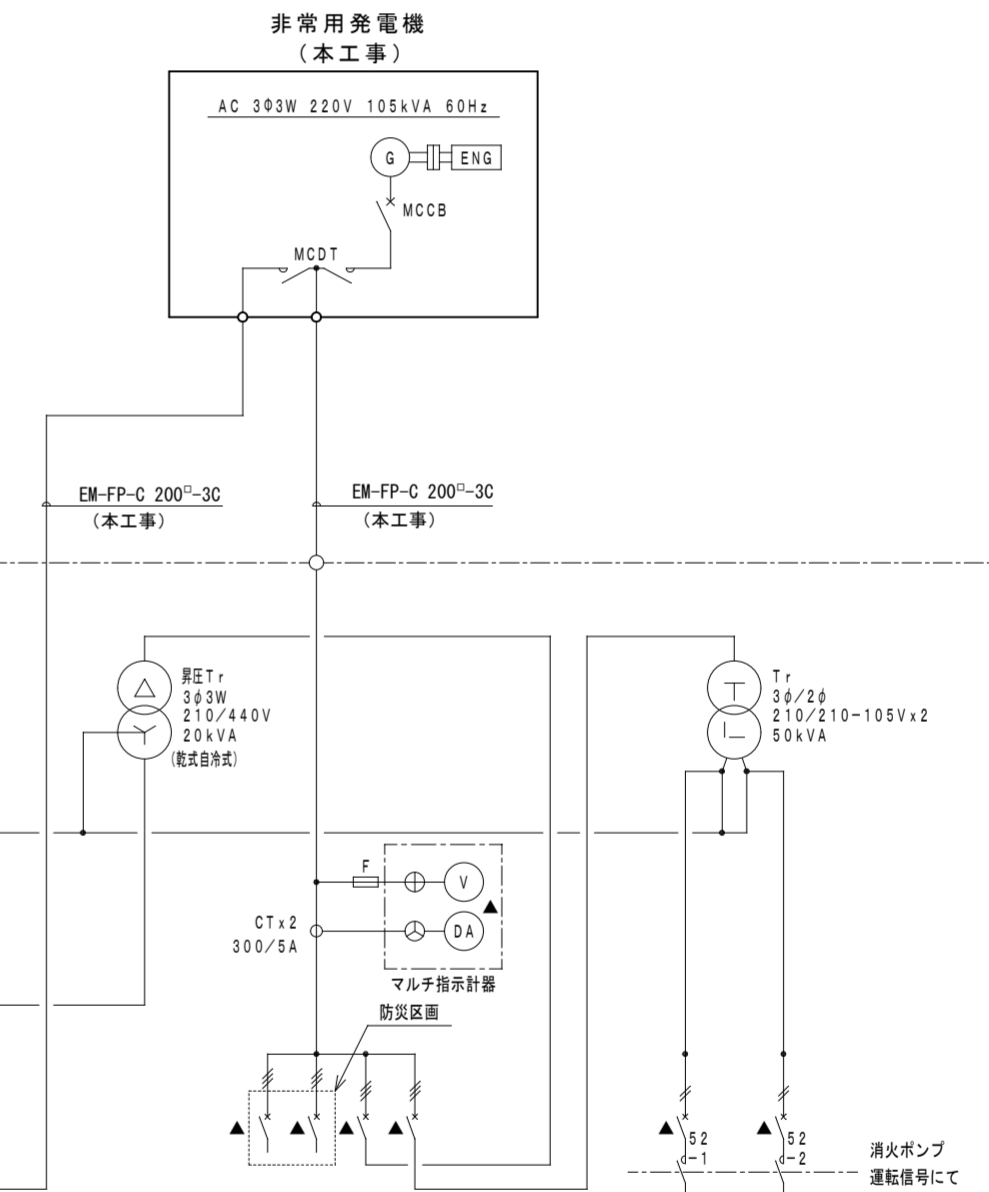 非常用発電機
（本工事）
AC 3Φ3W 220V 105kVA 60Hz
G
ENG
MCCB
MCDT
EM-FP-C 200□-3C
（本工事）
EM-FP-C 200□-3C
（本工事）
昇圧Tr
3φ3W
210/440V
20kVA
(乾式自冷式)
Tr
3φ/2φ
210/210-105Vx2
50kVA
F
V
CTx2
300/5A
DA
マルチ指示計器
防災区画
52
-1
52
-2
消火ポンプ
運転信号にて